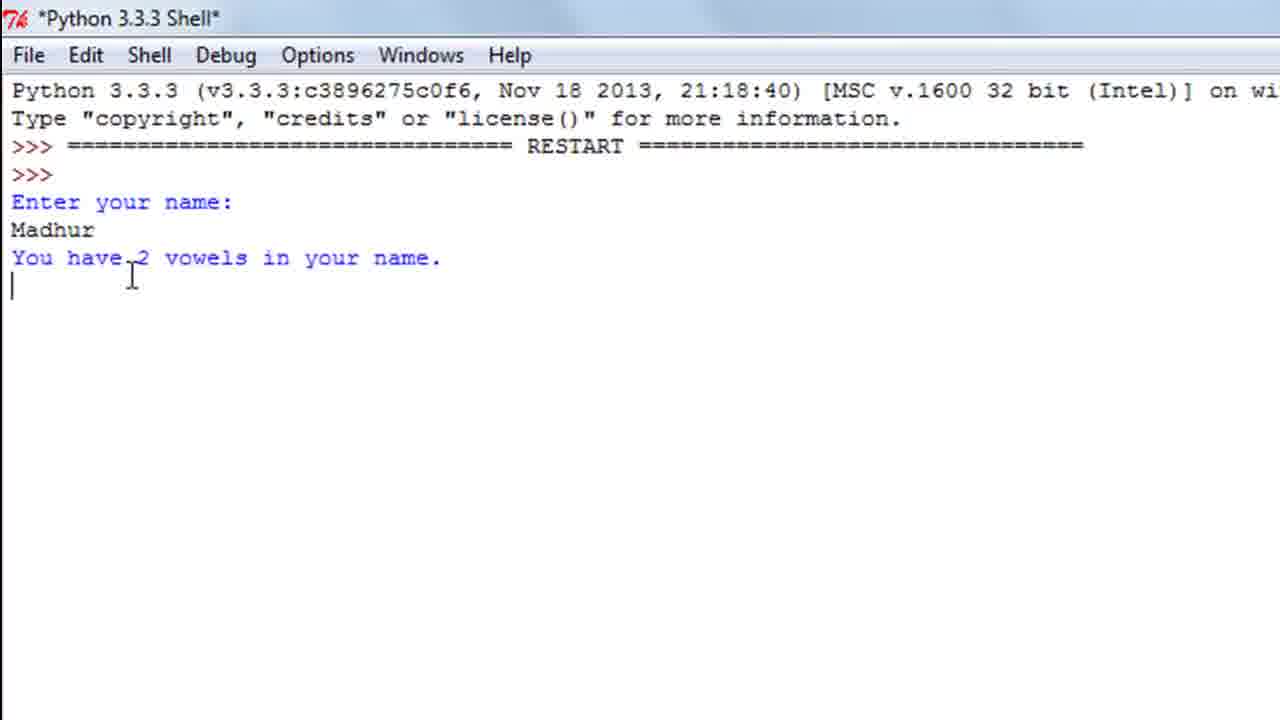 *Python 3.3.3 Shell*
File Edit Shell Debug Options Windows Help
Python 3.3.3 (v3.3.3:c3896275c0f6, Nov 18 2013, 21:18:40) [MSC v.1600 32 bit (Intel)] on wi
Type "copyright", "credits" or "license()" for more information.
>>> ================================ RESTART ================================
>>>
Enter your name:
Madhur
You have 2 vowels in your name.